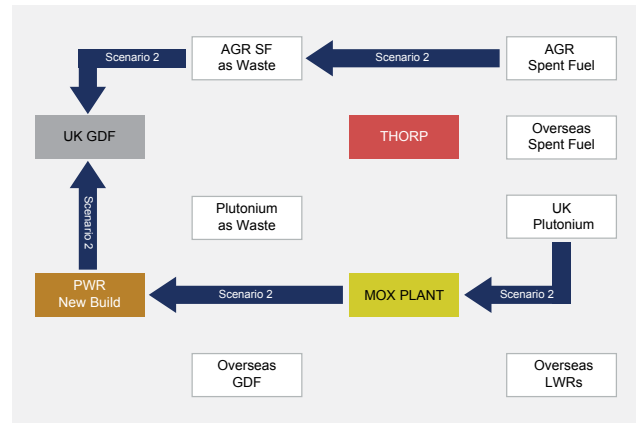 Scenario 2
AGR SF
as Waste
Scenario 2
AGR
Spent Fuel
UK GDF
THORP
Overseas
Spent Fuel
Scenario 2
Plutonium
as Waste
UK
Plutonium
PWR
New Build
Scenario 2
MOX PLANT
Scenario 2
Overseas
GDF
Overseas
LWRs